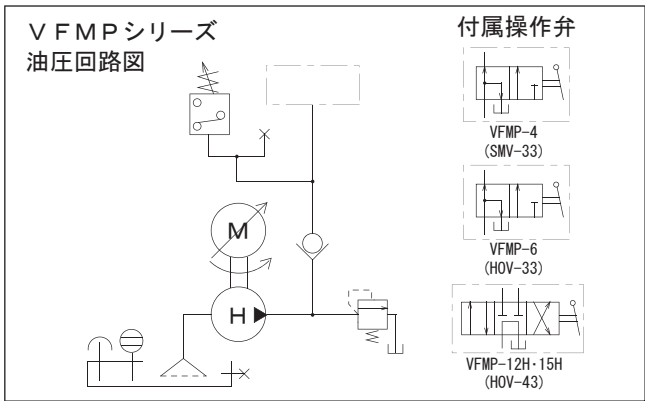 ＶＦＭＰシリーズ
油圧回路図
付属操作弁
VFMP-4
(SMV-33)
VFMP-6
(HOV-33)
VFMP-12H･15H
(HOV-43)
M
H